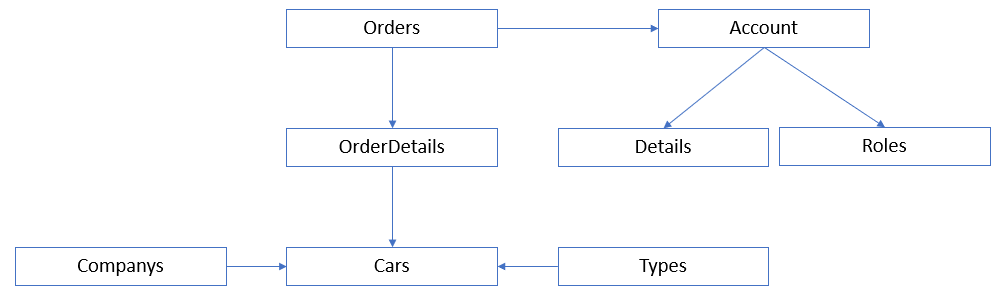 Orders
Account
OrderDetails
Details
Roles
Companys
Cars
Types